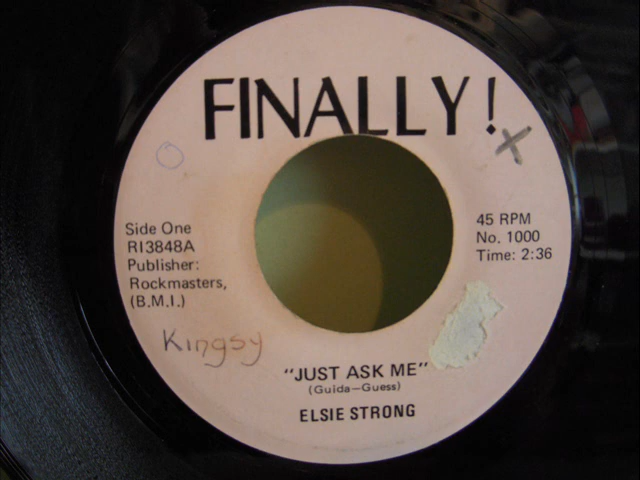 FINALLY!
Side One
RI3848A
Publisher:
Rockmasters,
(B.M.I.)
45 RPM
No. 1000
Time: 2:36
Kingsy
"JUST ASK ME"
(Guida—Guess)
ELSIE STRONG